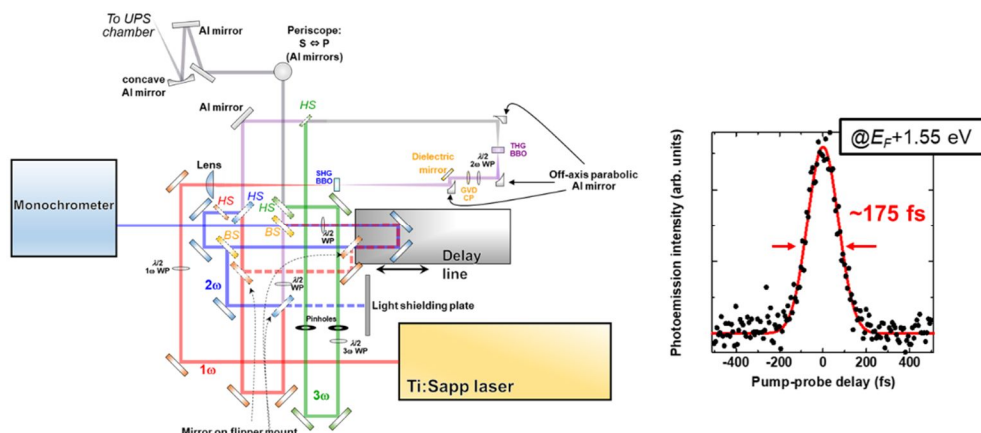 To UPS
chamber
Al mirror
Periscope:
S ⇔ P
(Al mirrors)
concave
Al mirror
Al mirror
HS
THG
BBO
λ/2
2ω WP
Dielectric
mirror
GVD
CP
Off-axis parabolic
Al mirror
SHG
BBO
Lens
Monochrometer
HS
HS
HS
BS
BS
λ/2
WP
Delay
line
λ/2
1ω WP
2ω
λ/2
WP
Light shielding plate
Pinholes
λ/2
3ω WP
1ω
3ω
Ti:Sapp laser
Mirror on flipper mount
@EF+1.55 eV
~175 fs
Photoemission intensity (arb. units)
-400 -200 0 200 400
Pump-probe delay (fs)